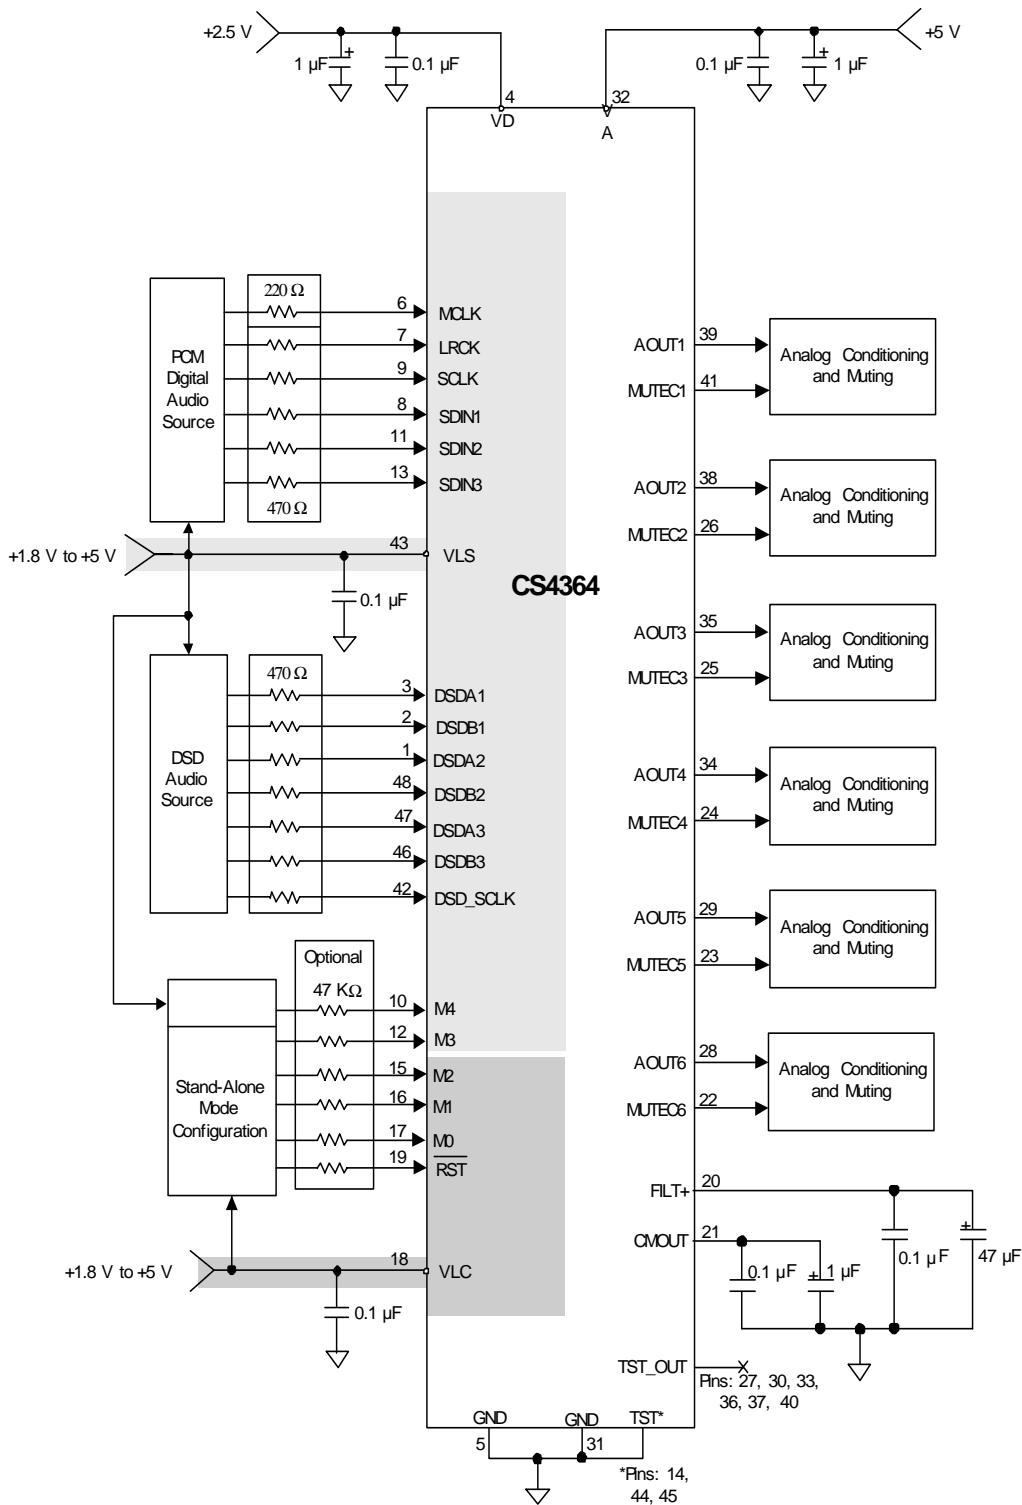 +2.5 V
1 µF
+
0.1 µF
0.1 µF
+
1 µF
+5 V
4
32
VD
V
A
PCM
Digital
Audio
Source
220 Ω
470 Ω
6
MCLK
7
LRCK
9
SCLK
8
SDIN1
11
SDIN2
13
SDIN3
+1.8 V to +5 V
43
VLS
0.1 µF
CS4364
DSD
Audio
Source
470 Ω
3
DSDA1
2
DSDB1
1
DSDA2
48
DSDB2
47
DSDA3
46
DSDB3
42
DSD_SCLK
Optional
47 KΩ
Stand-Alone
Mode
Configuration
10
M4
12
M3
15
M2
16
M1
17
M0
19
RST
+1.8 V to +5 V
18
VLC
0.1 µF
AOUT1
39
MUTEC1
41
Analog Conditioning
and Muting
AOUT2
38
MUTEC2
26
Analog Conditioning
and Muting
AOUT3
35
MUTEC3
25
Analog Conditioning
and Muting
AOUT4
34
MUTEC4
24
Analog Conditioning
and Muting
AOUT5
29
MUTEC5
23
Analog Conditioning
and Muting
AOUT6
28
MUTEC6
22
Analog Conditioning
and Muting
FILT+
20
CMOUT
21
0.1 µF
+
1 µF
0.1 µF
+
47 µF
TST_OUT
Pins: 27, 30, 33,
36, 37, 40
GND
GND
TST*
5
31
*Pins: 14,
44, 45